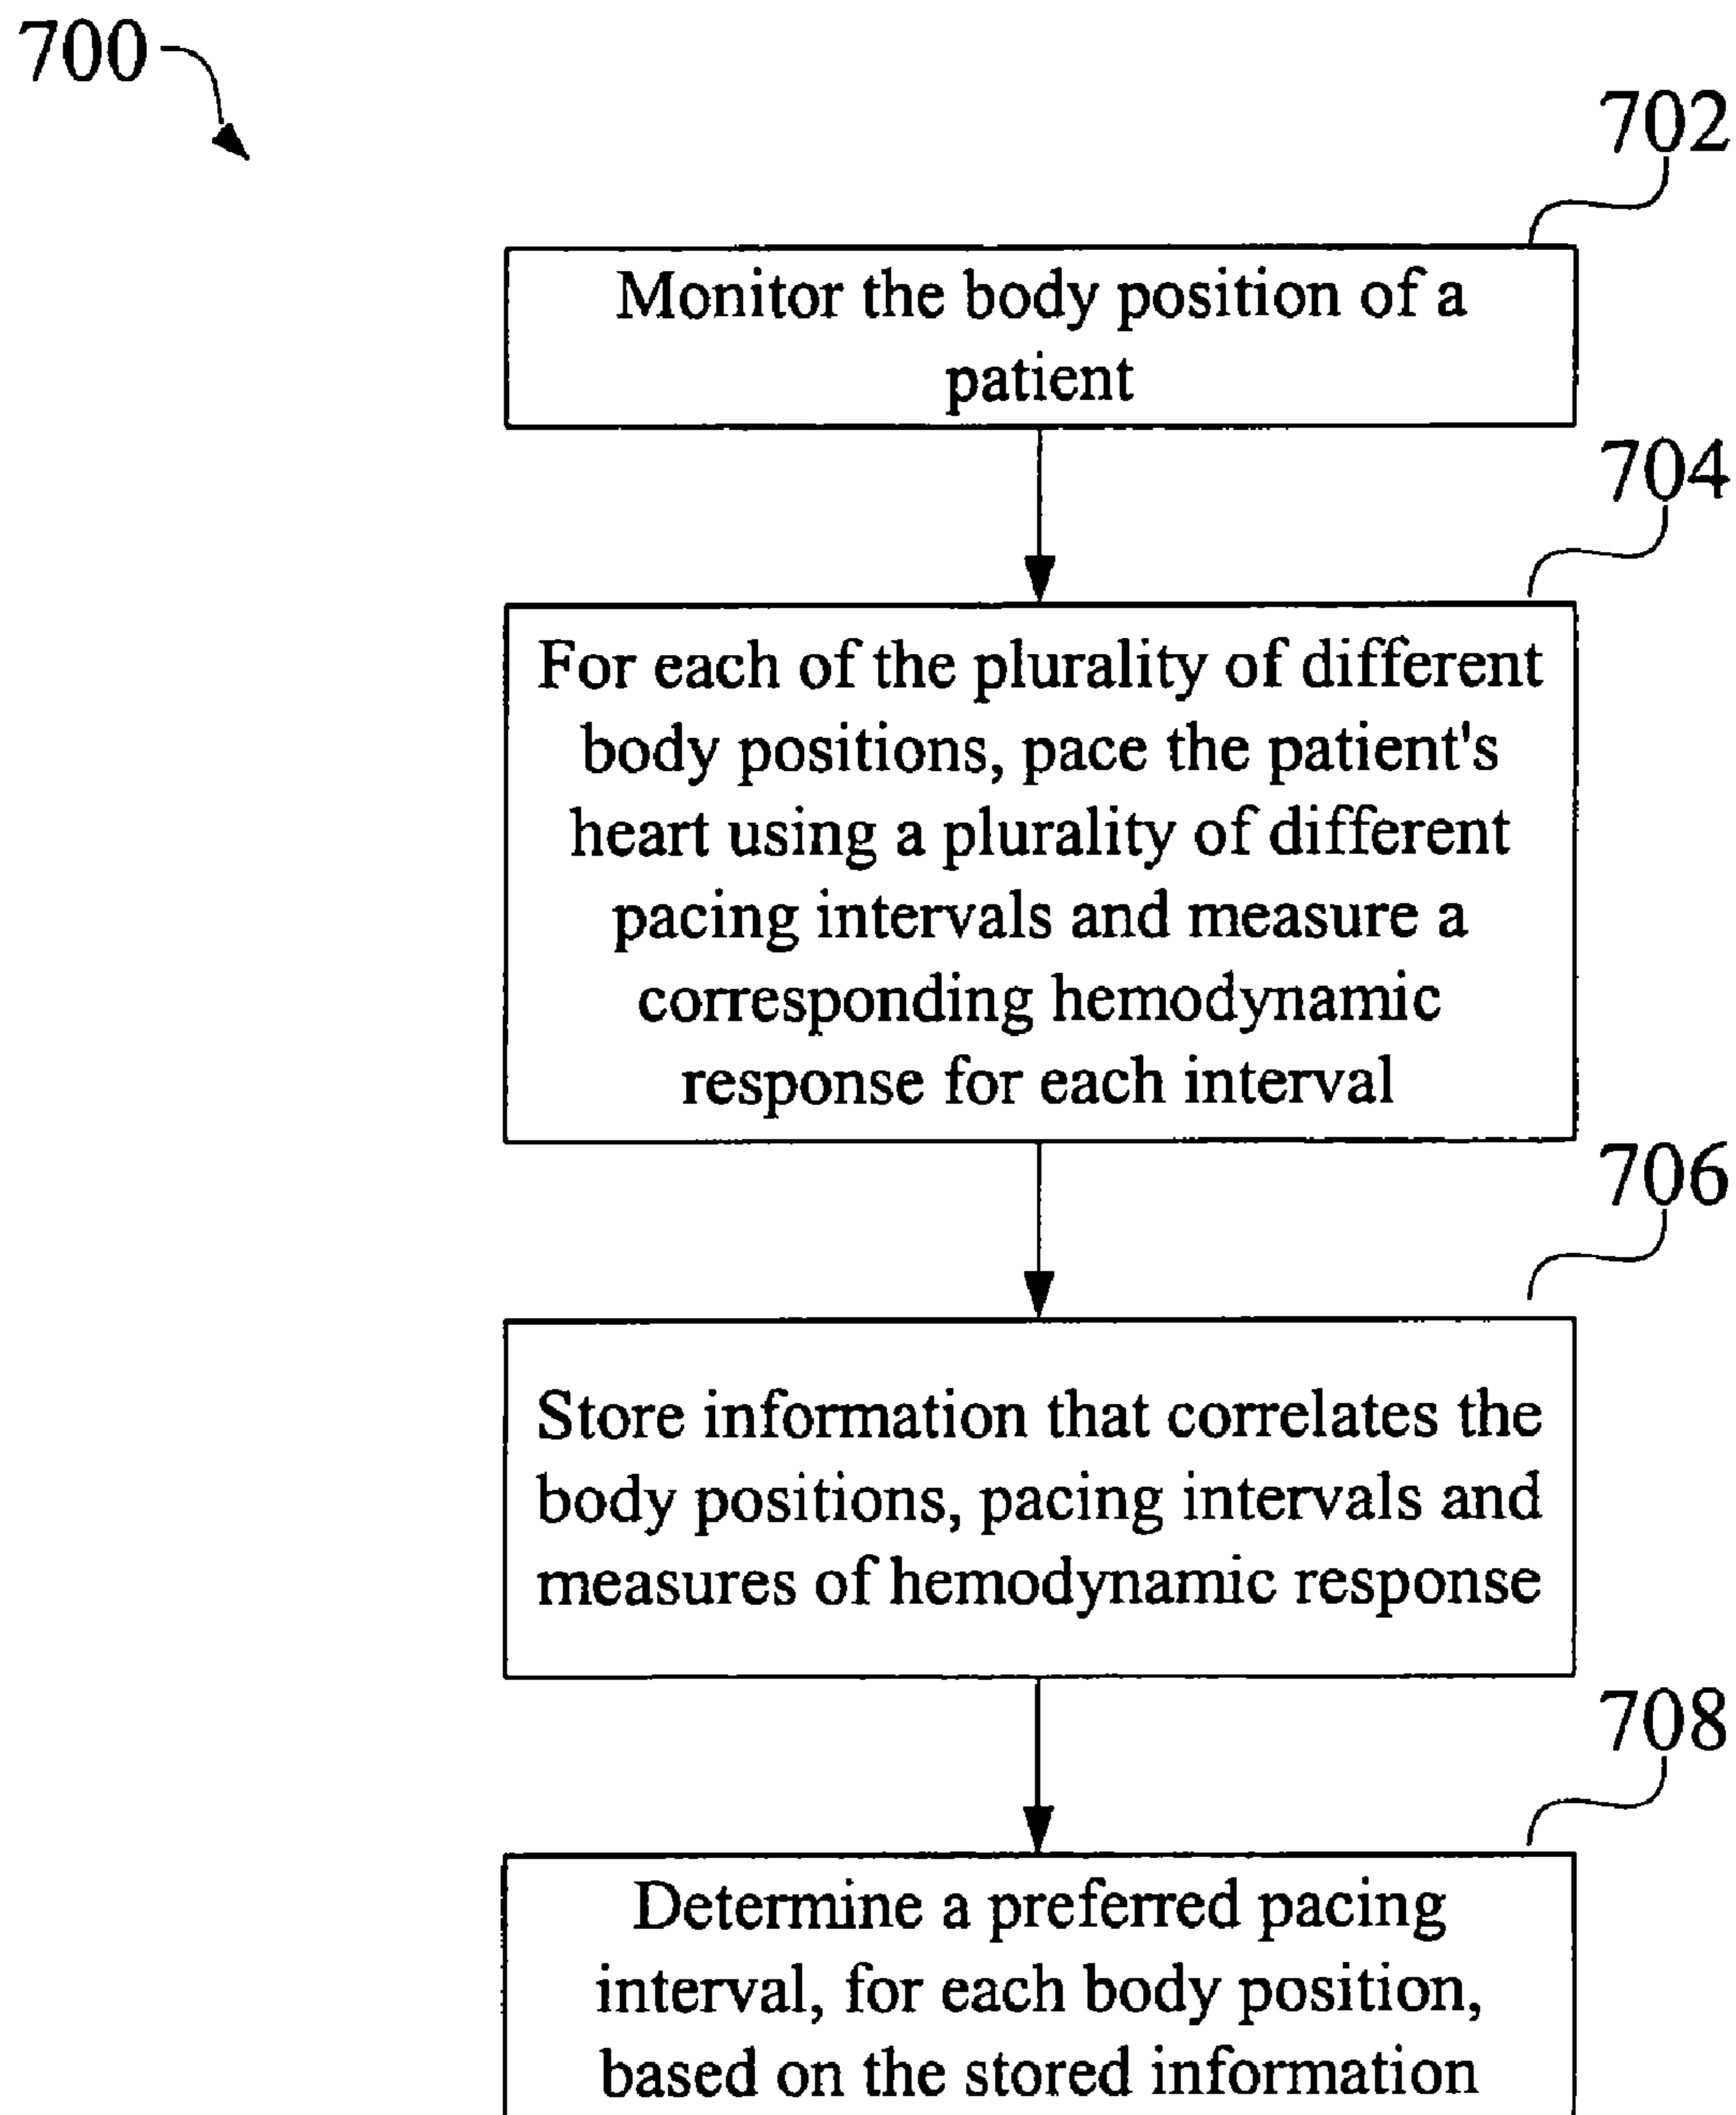 700
702
Monitor the body position of a
patient
704
For each of the plurality of different
body positions, pace the patient's
heart using a plurality of different
pacing intervals and measure a
corresponding hemodynamic
response for each interval
706
Store information that correlates the
body positions, pacing intervals and
measures of hemodynamic response
708
Determine a preferred pacing
interval, for each body position,
based on the stored information